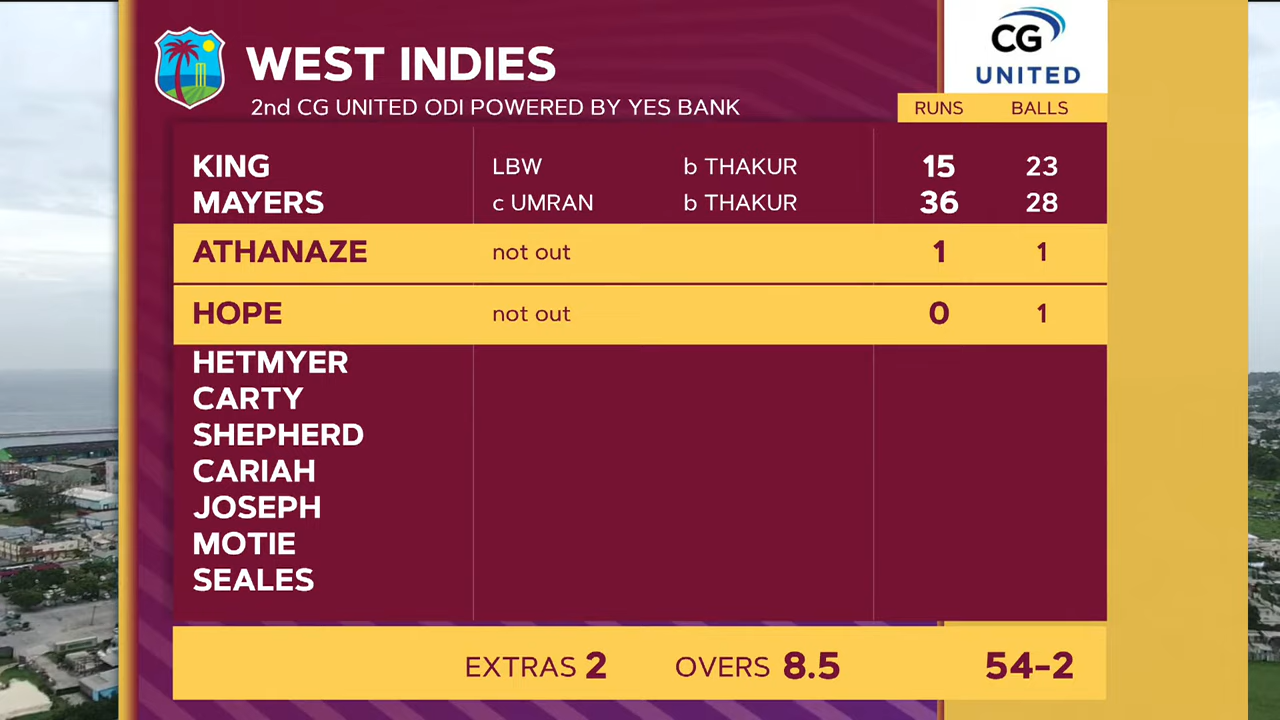 WEST INDIES
2nd CG UNITED ODI POWERED BY YES BANK
CG
UNITED
RUNS BALLS
KING LBW b THAKUR 15 23
MAYERS c UMRAN b THAKUR 36 28
ATHANAZE not out 1 1
HOPE not out 0 1
HETMYER
CARTY
SHEPHERD
CARIAH
JOSEPH
MOTIE
SEALES
EXTRAS 2 OVERS 8.5 54-2